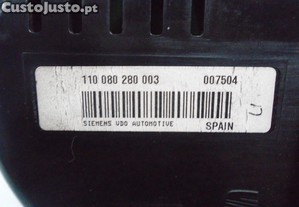 CustoJusto.pt
110 080 280 003 007504
SIEMENS VDO AUTOMOTIVE SPAIN